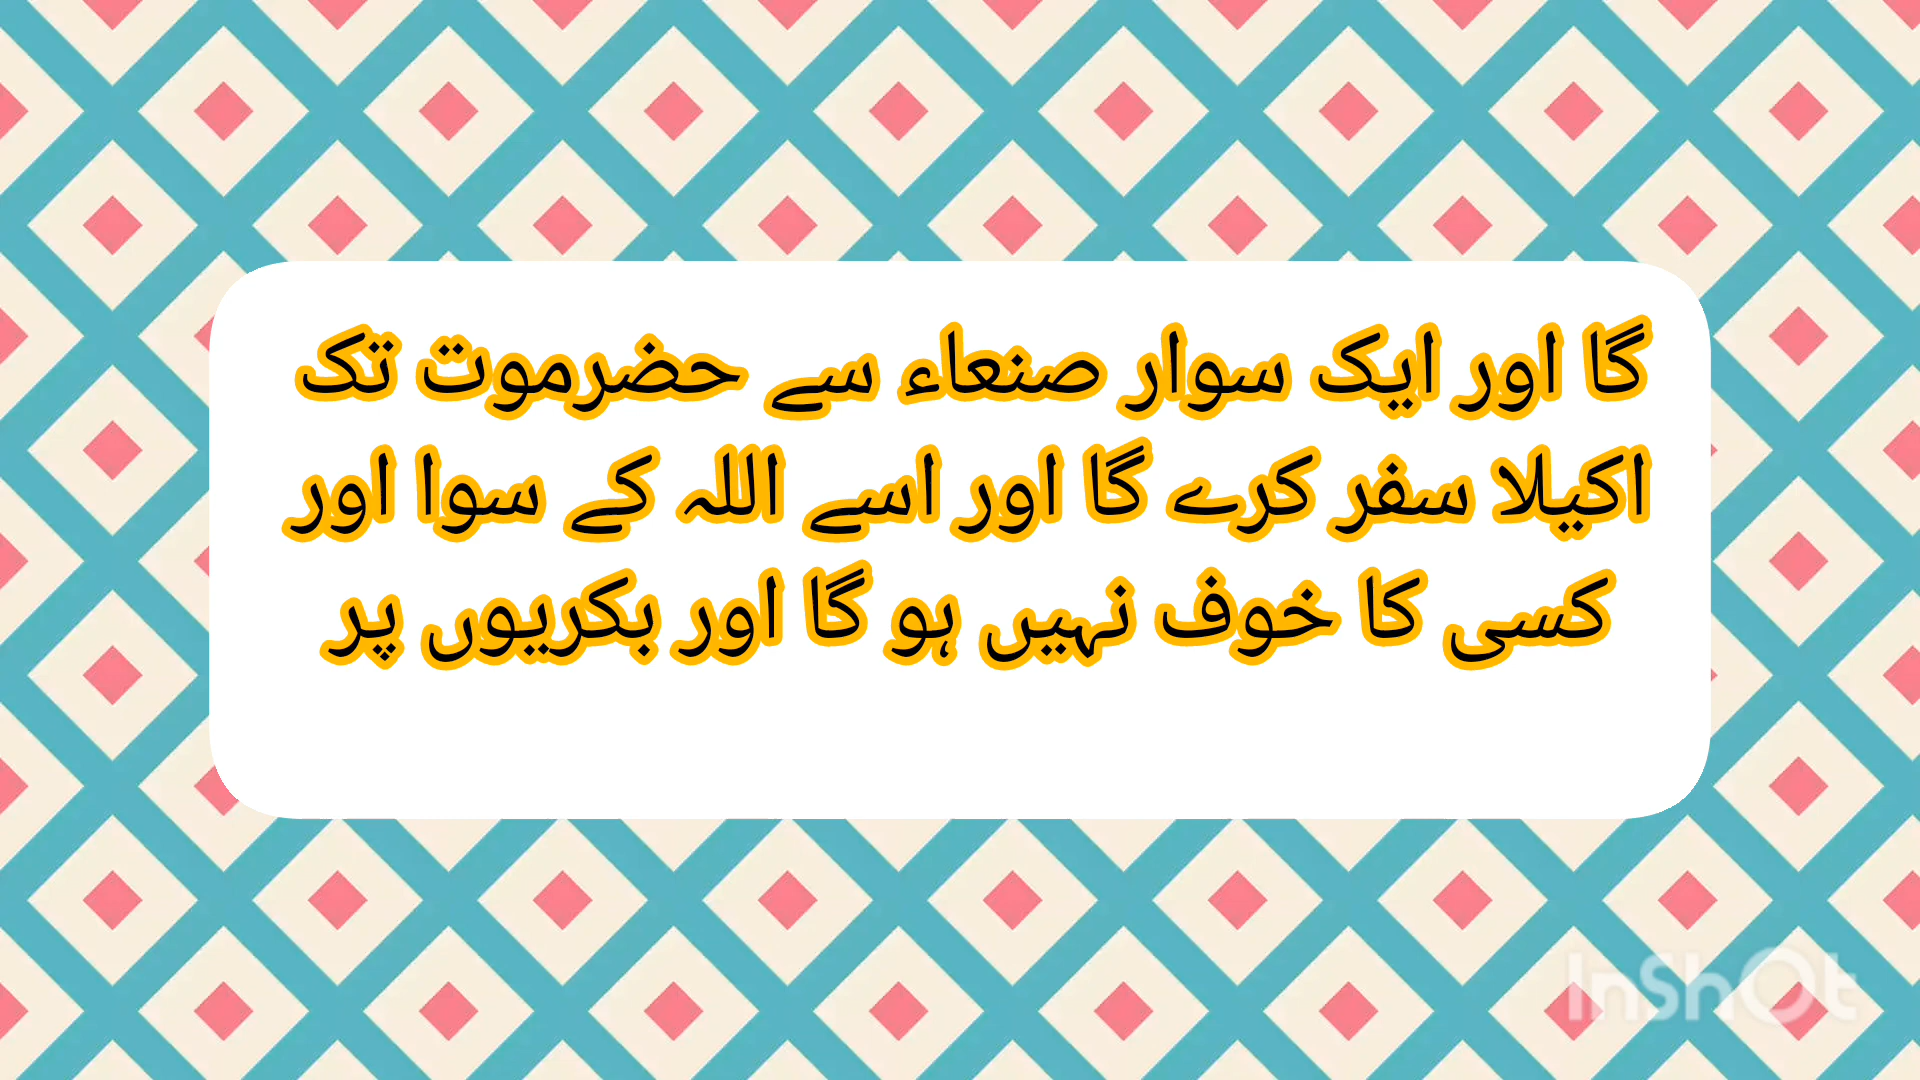 گا اور ایک سوار صنعاء سے حضرموت تک
اکیلا سفر کرے گا اور اسے اللہ کے سوا اور
کسی کا خوف نہیں ہو گا اور بکریوں پر
InShOt